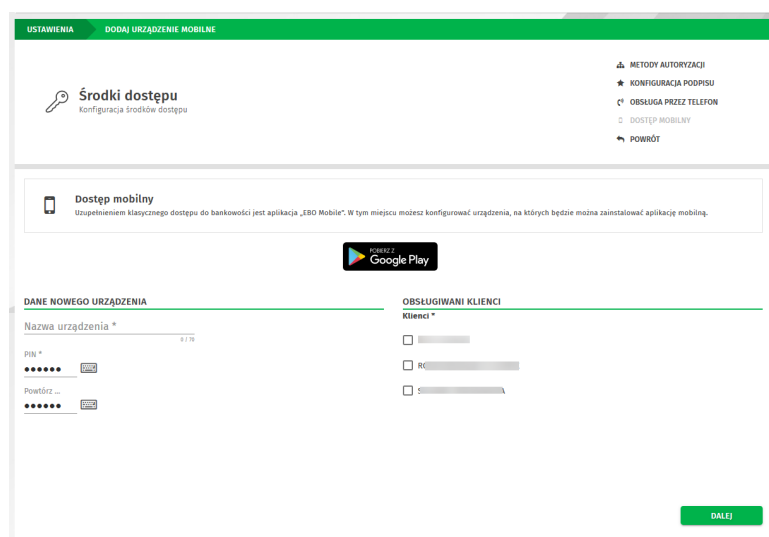 USTAWIENIA
DODAJ URZĄDZENIE MOBILNE
METODY AUTORYZACJI
KONFIGURACJA PODPISU
OBSŁUGA PRZEZ TELEFON
DOSTĘP MOBILNY
POWRÓT
Środki dostępu
Konfiguracja środków dostępu
Dostęp mobilny
Uzupełnieniem klasycznego dostępu do bankowości jest aplikacja „EBO Mobile”. W tym miejscu możesz konfigurować urządzenia, na których będzie można zainstalować aplikację mobilną.
POBIERZ Z
Google Play
DANE NOWEGO URZĄDZENIA
Nazwa urządzenia *
0 / 70
PIN *
●●●●●●
Powtórz ...
●●●●●●
OBSŁUGIWANI KLIENCI
Klienci *
DALEJ